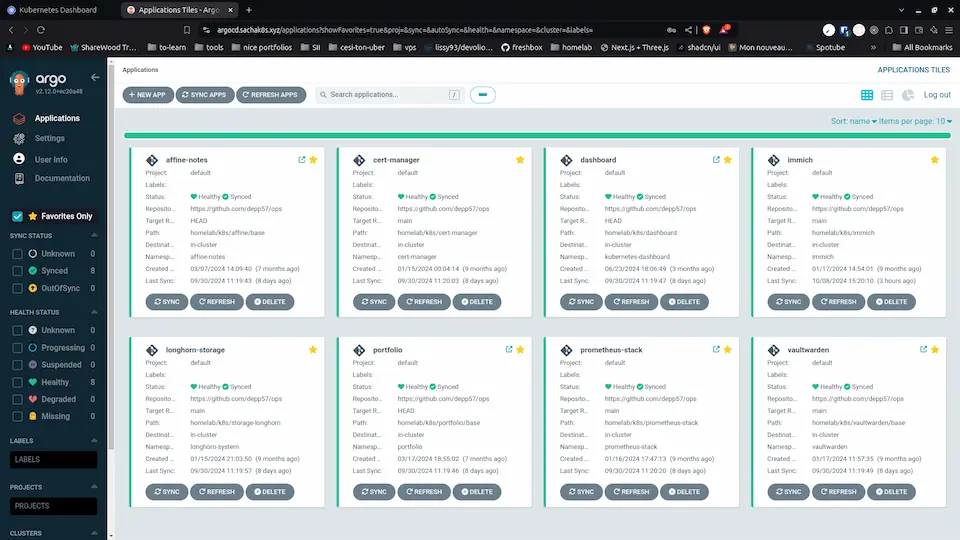 Kubernetes Dashboard
Applications Tiles - Argo
argocd.sachak8s.xyz/applications?showFavorites=true&proj=&sync=&autoSync=&health=&namespace=&cluster=&labels=
YouTube ShareWood Tr... to-learn tools nice portfolios SII cesi-ton-uber vps lissy93/devolio... freshbox homelab Next.js + Three.js shadcn/ui Mon nouveau... Spotube » All Bookmarks
argo
v2.12.0+ec30a48
Applications
Settings
User Info
Documentation
Favorites Only
SYNC STATUS
Unknown 0
Synced 8
OutOfSync 0
HEALTH STATUS
Unknown 0
Progressing 0
Suspended 0
Healthy 8
Degraded 0
Missing 0
LABELS
LABELS
PROJECTS
PROJECTS
CLUSTERS
Applications APPLICATIONS TILES
+ NEW APP SYNC APPS REFRESH APPS Search applications... / Log out
Sort: name Items per page: 10
affine-notes
Project: default
Labels:
Status: Healthy Synced
Reposito... https://github.com/depp57/ops
Target R... HEAD
Path: homelab/k8s/affine/base
Destinat... in-cluster
Namesp... affine-notes
Created ... 03/07/2024 14:09:40 (7 months ago)
Last Sync: 09/30/2024 11:19:43 (8 days ago)
SYNC REFRESH DELETE
cert-manager
Project: default
Labels:
Status: Healthy Synced
Reposito... https://github.com/depp57/ops
Target R... main
Path: homelab/k8s/cert-manager
Destinat... in-cluster
Namesp... cert-manager
Created ... 01/15/2024 00:04:14 (9 months ago)
Last Sync: 09/30/2024 11:20:03 (8 days ago)
SYNC REFRESH DELETE
dashboard
Project: default
Labels:
Status: Healthy Synced
Reposito... https://github.com/depp57/ops
Target R... HEAD
Path: homelab/k8s/dashboard
Destinat... in-cluster
Namesp... kubernetes-dashboard
Created ... 06/23/2024 18:06:49 (3 months ago)
Last Sync: 09/30/2024 11:19:47 (8 days ago)
SYNC REFRESH DELETE
immich
Project: default
Labels:
Status: Healthy Synced
Reposito... https://github.com/depp57/ops
Target R... main
Path: homelab/k8s/immich
Destinat... in-cluster
Namesp... immich
Created ... 01/17/2024 14:54:01 (9 months ago)
Last Sync: 10/08/2024 15:20:10 (3 hours ago)
SYNC REFRESH DELETE
longhorn-storage
Project: default
Labels:
Status: Healthy Synced
Reposito... https://github.com/depp57/ops
Target R... main
Path: homelab/k8s/storage-longhorn
Destinat... in-cluster
Namesp... longhorn-system
Created ... 01/15/2024 21:03:50 (9 months ago)
Last Sync: 09/30/2024 11:19:57 (8 days ago)
SYNC REFRESH DELETE
portfolio
Project: default
Labels:
Status: Healthy Synced
Reposito... https://github.com/depp57/ops
Target R... HEAD
Path: homelab/k8s/portfolio/base
Destinat... in-cluster
Namesp... portfolio
Created ... 03/17/2024 18:55:02 (7 months ago)
Last Sync: 09/30/2024 11:19:46 (8 days ago)
SYNC REFRESH DELETE
prometheus-stack
Project: default
Labels:
Status: Healthy Synced
Reposito... https://github.com/depp57/ops
Target R... main
Path: homelab/k8s/prometheus-stack
Destinat... in-cluster
Namesp... prometheus-stack
Created ... 01/16/2024 17:47:13 (9 months ago)
Last Sync: 09/30/2024 11:20:20 (8 days ago)
SYNC REFRESH DELETE
vaultwarden
Project: default
Labels:
Status: Healthy Synced
Reposito... https://github.com/depp57/ops
Target R... main
Path: homelab/k8s/vaultwarden/base
Destinat... in-cluster
Namesp... vaultwarden
Created ... 01/17/2024 11:57:35 (9 months ago)
Last Sync: 09/30/2024 11:19:49 (8 days ago)
SYNC REFRESH DELETE